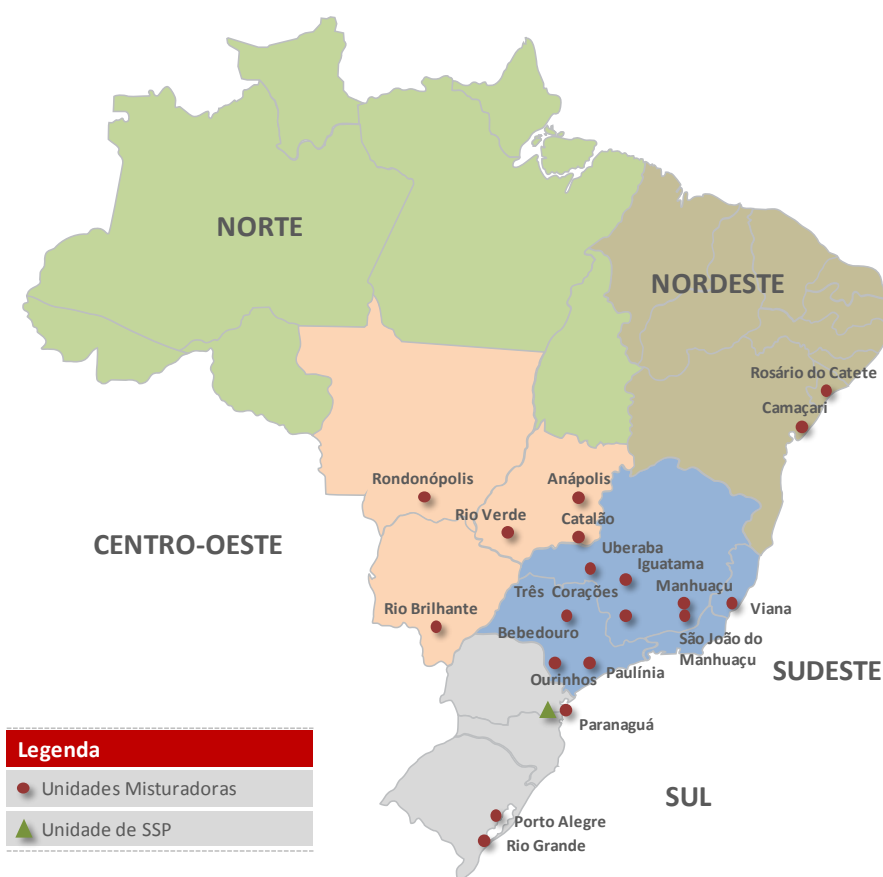 NORTE
NORDESTE
Rosário do Catete
Camaçari
Rondonópolis
Anápolis
Rio Verde
Catalão
CENTRO-OESTE
Uberaba
Iguatama
Três Corações
Manhuaçu
Rio Brilhante
Viana
Bebedouro
São João do
Manhuaçu
SUDESTE
Ourinhos
Paulínia
Paranaguá
Legenda
Unidades Misturadoras
SUL
Unidade de SSP
Porto Alegre
Rio Grande